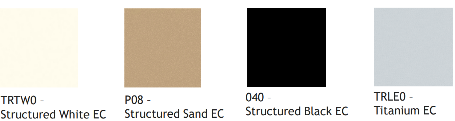 TRTW0 –
Structured White EC
P08 –
Structured Sand EC
040 –
Structured Black EC
TRLE0 –
Titanium EC